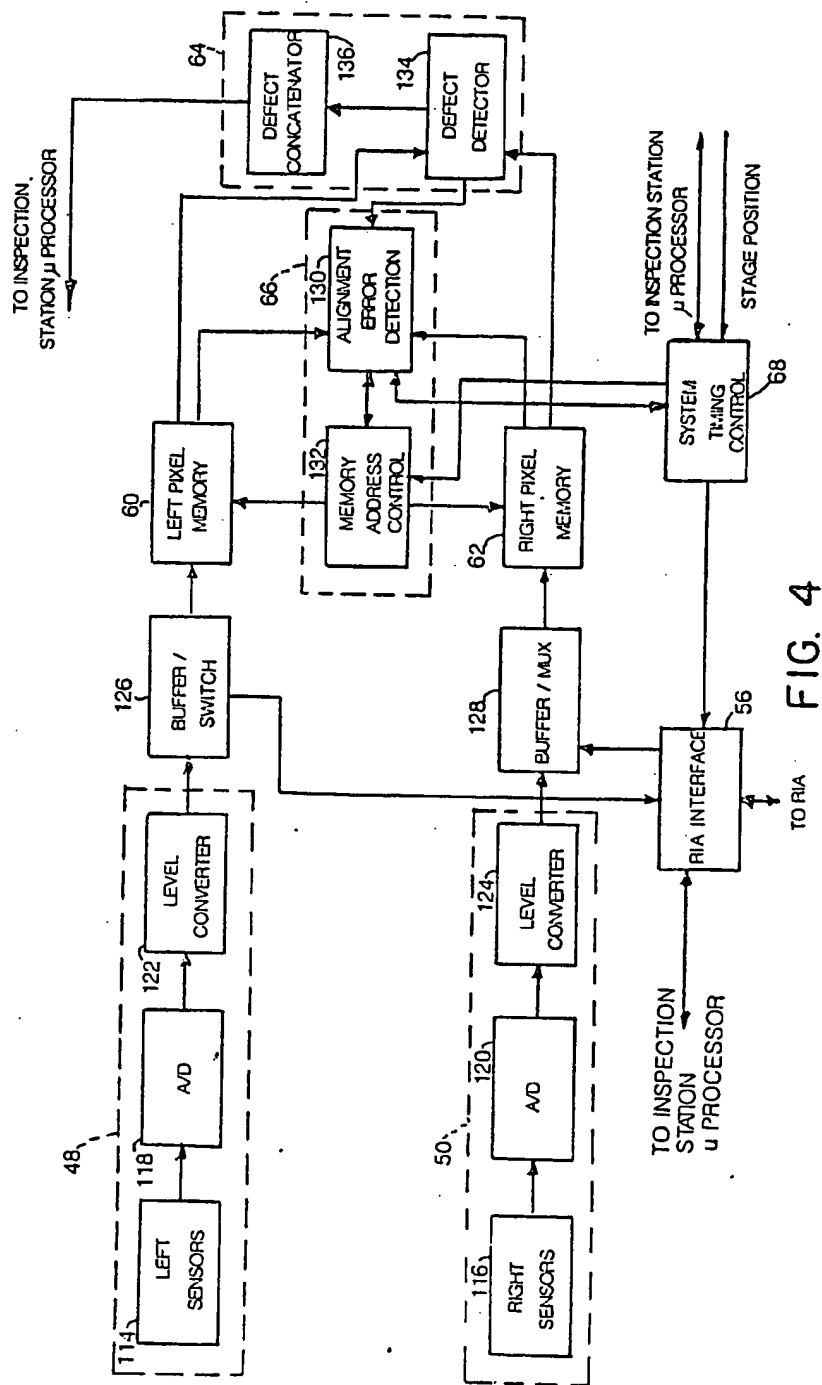 48
114
LEFT
SENSORS
118
A/D
122
LEVEL
CONVERTER
126
BUFFER /
SWITCH
60
LEFT PIXEL
MEMORY
66
132
MEMORY
ADDRESS
CONTROL
130
ALIGNMENT
ERROR
DETECTION
64
DEFECT
CONCATENATOR
136
DEFECT
DETECTOR
134
TO INSPECTION
STATION μ PROCESSOR
50
116
RIGHT
SENSORS
120
A/D
124
LEVEL
CONVERTER
128
BUFFER / MUX
62
RIGHT PIXEL
MEMORY
TO INSPECTION
STATION
u PROCESSOR
RIA INTERFACE
56
TO RIA
SYSTEM
TIMING
CONTROL
68
TO INSPECTION STATION
μ PROCESSOR
STAGE POSITION
FIG. 4